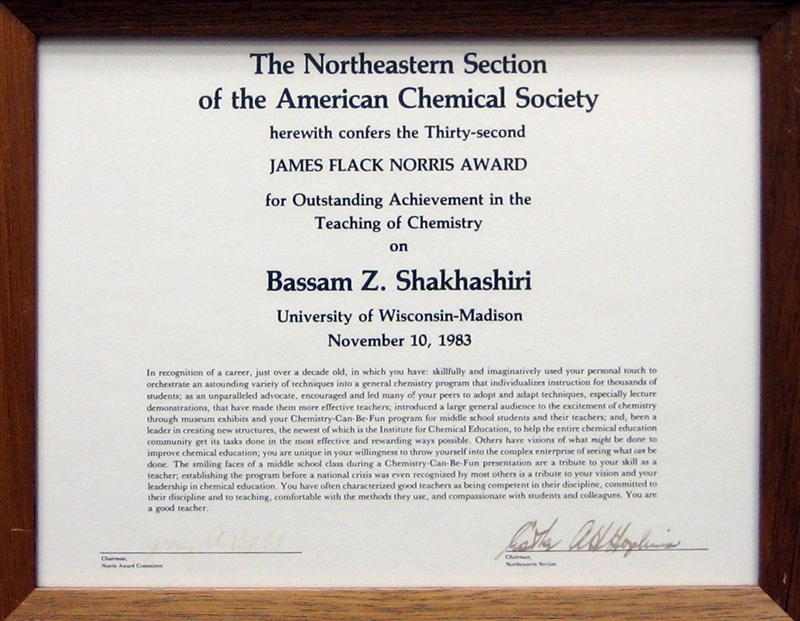 The Northeastern Section
of the American Chemical Society
herewith confers the Thirty-second
JAMES FLACK NORRIS AWARD
for Outstanding Achievement in the
Teaching of Chemistry
on
Bassam Z. Shakhashiri
University of Wisconsin-Madison
November 10, 1983
In recognition of a career, just over a decade old, in which you have: skillfully and imaginatively used your personal touch to
orchestrate an astounding variety of techniques into a general chemistry program that individualizes instruction for thousands of
students; as an unparalleled advocate, encouraged and led many of your peers to adopt and adapt techniques, especially lecture
demonstrations, that have made them more effective teachers; introduced a large general audience to the excitement of chemistry
through museum exhibits and your Chemistry-Can-Be-Fun program for middle school students and their teachers; and, been a
leader in creating new structures, the newest of which is the Institute for Chemical Education, to help the entire chemical education
community get its tasks done in the most effective and rewarding ways possible. Others have visions of what might be done to
improve chemical education; you are unique in your willingness to throw yourself into the complex enterprise of seeing what can be
done. The smiling faces of a middle school class during a Chemistry-Can-Be-Fun presentation are a tribute to your skill as a
teacher; establishing the program before a national crisis was even recognized by most others is a tribute to your vision and your
leadership in chemical education. You have often characterized good teachers as being competent in their discipline, committed to
their discipline and to teaching, comfortable with the methods they use, and compassionate with students and colleagues. You are
a good teacher.
Chairman,
Norris Award Committee
Hopkins
Chairman,
Northeastern Section